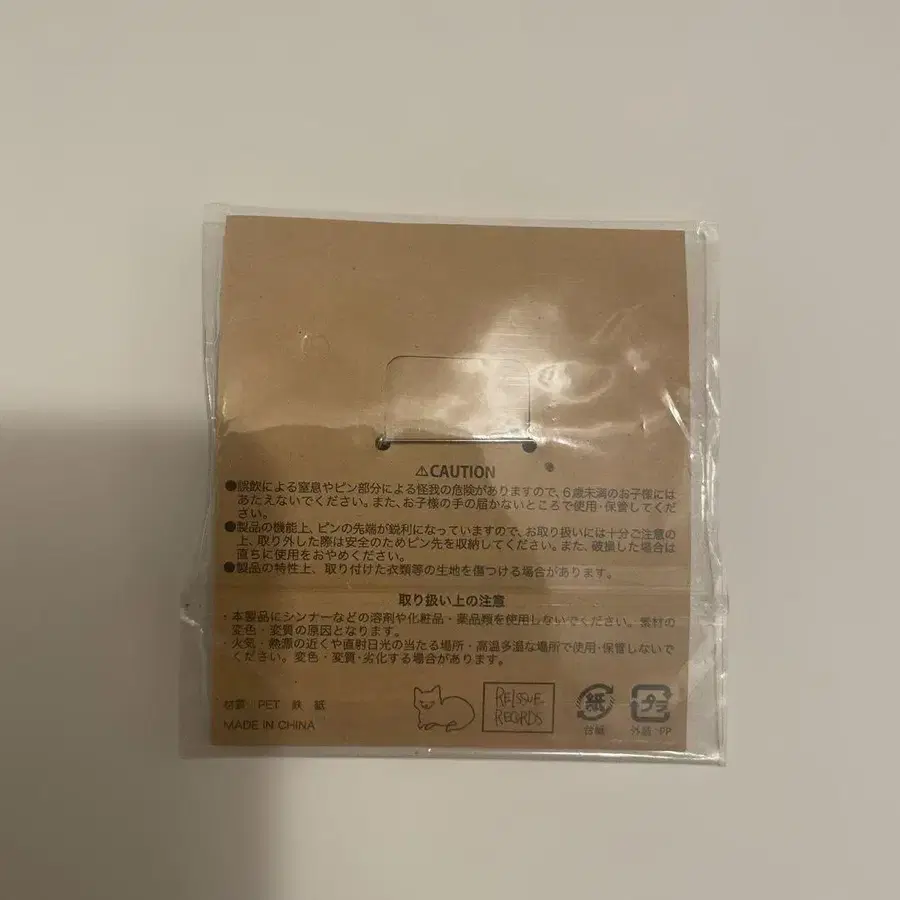 ⚠CAUTION
●誤飲による窒息やピン部分による怪我の危険がありますので、6歳未満のお子様には
あたえないでください。また、お子様の手の届かないところで使用・保管してくだ
さい。
●製品の機能上、ピンの先端が鋭利になっていますので、お取り扱いには十分ご注意の
上、取り外した際は安全のためピン先を収納してください。また、破損した場合は
直ちに使用をおやめください。
●製品の特性上、取り付けた衣類等の生地を傷つける場合があります。
取り扱い上の注意
・本製品にシンナーなどの溶剤や化粧品・薬品類を使用しないでください。素材の
変色・変質の原因となります。
・火気・熱源の近くや直射日光の当たる場所・高温多湿な場所で使用・保管しないで
ください。変色・変質・劣化する場合があります。
材質 PET 鉄 紙
MADE IN CHINA
REISSUE
RECORDS
紙
台紙
プラ
外装:PP